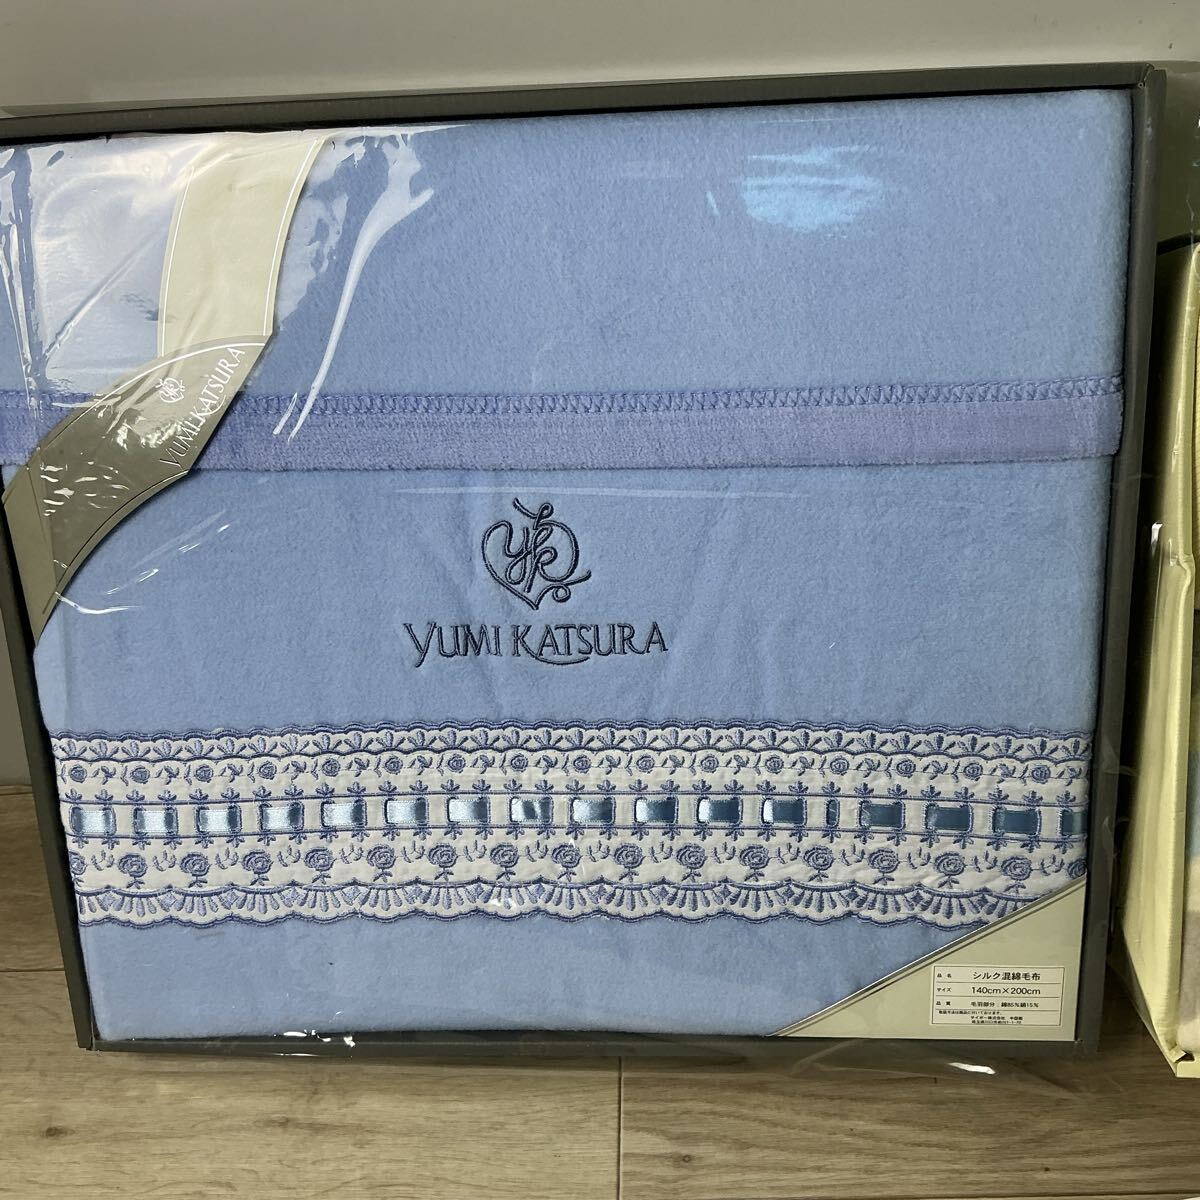 YUMI KATSURA
yk
YUMI KATSURA
品名 シルク混綿毛布
サイズ 140cm×200cm
品質 毛羽部分：綿85%絹15%